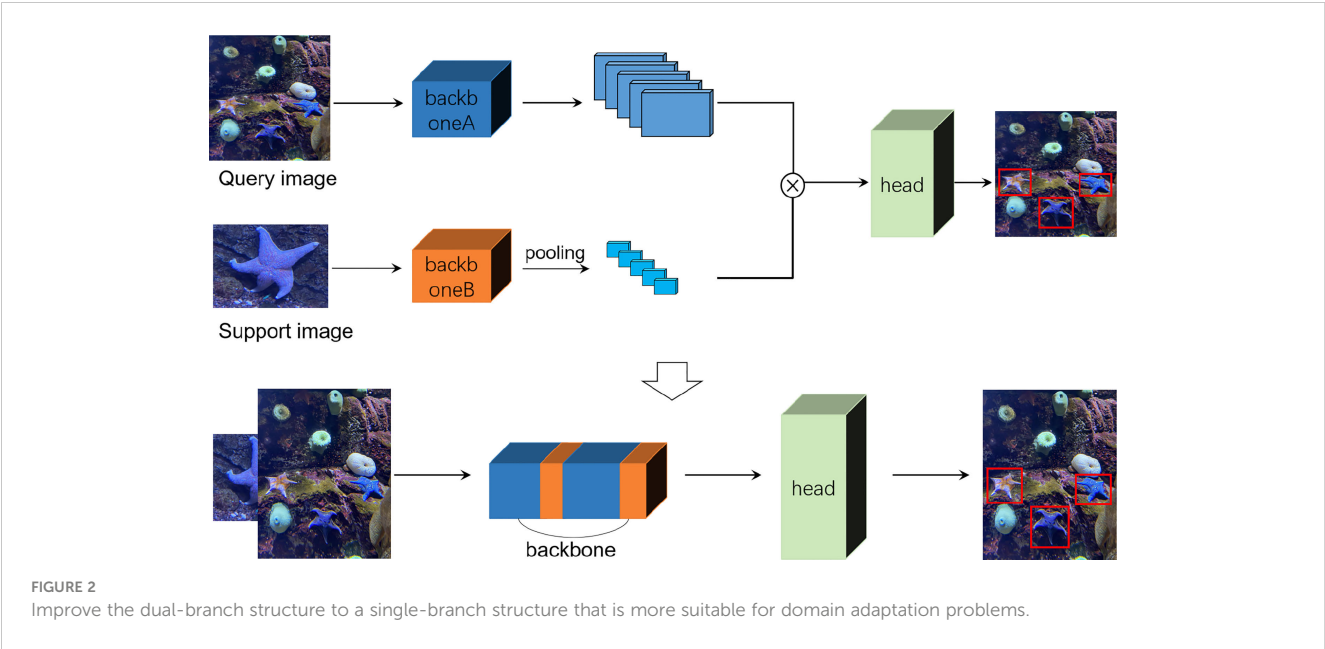 backb
oneA
Query image
head
backb
oneB
pooling
Support image
head
backbone
FIGURE 2
Improve the dual-branch structure to a single-branch structure that is more suitable for domain adaptation problems.